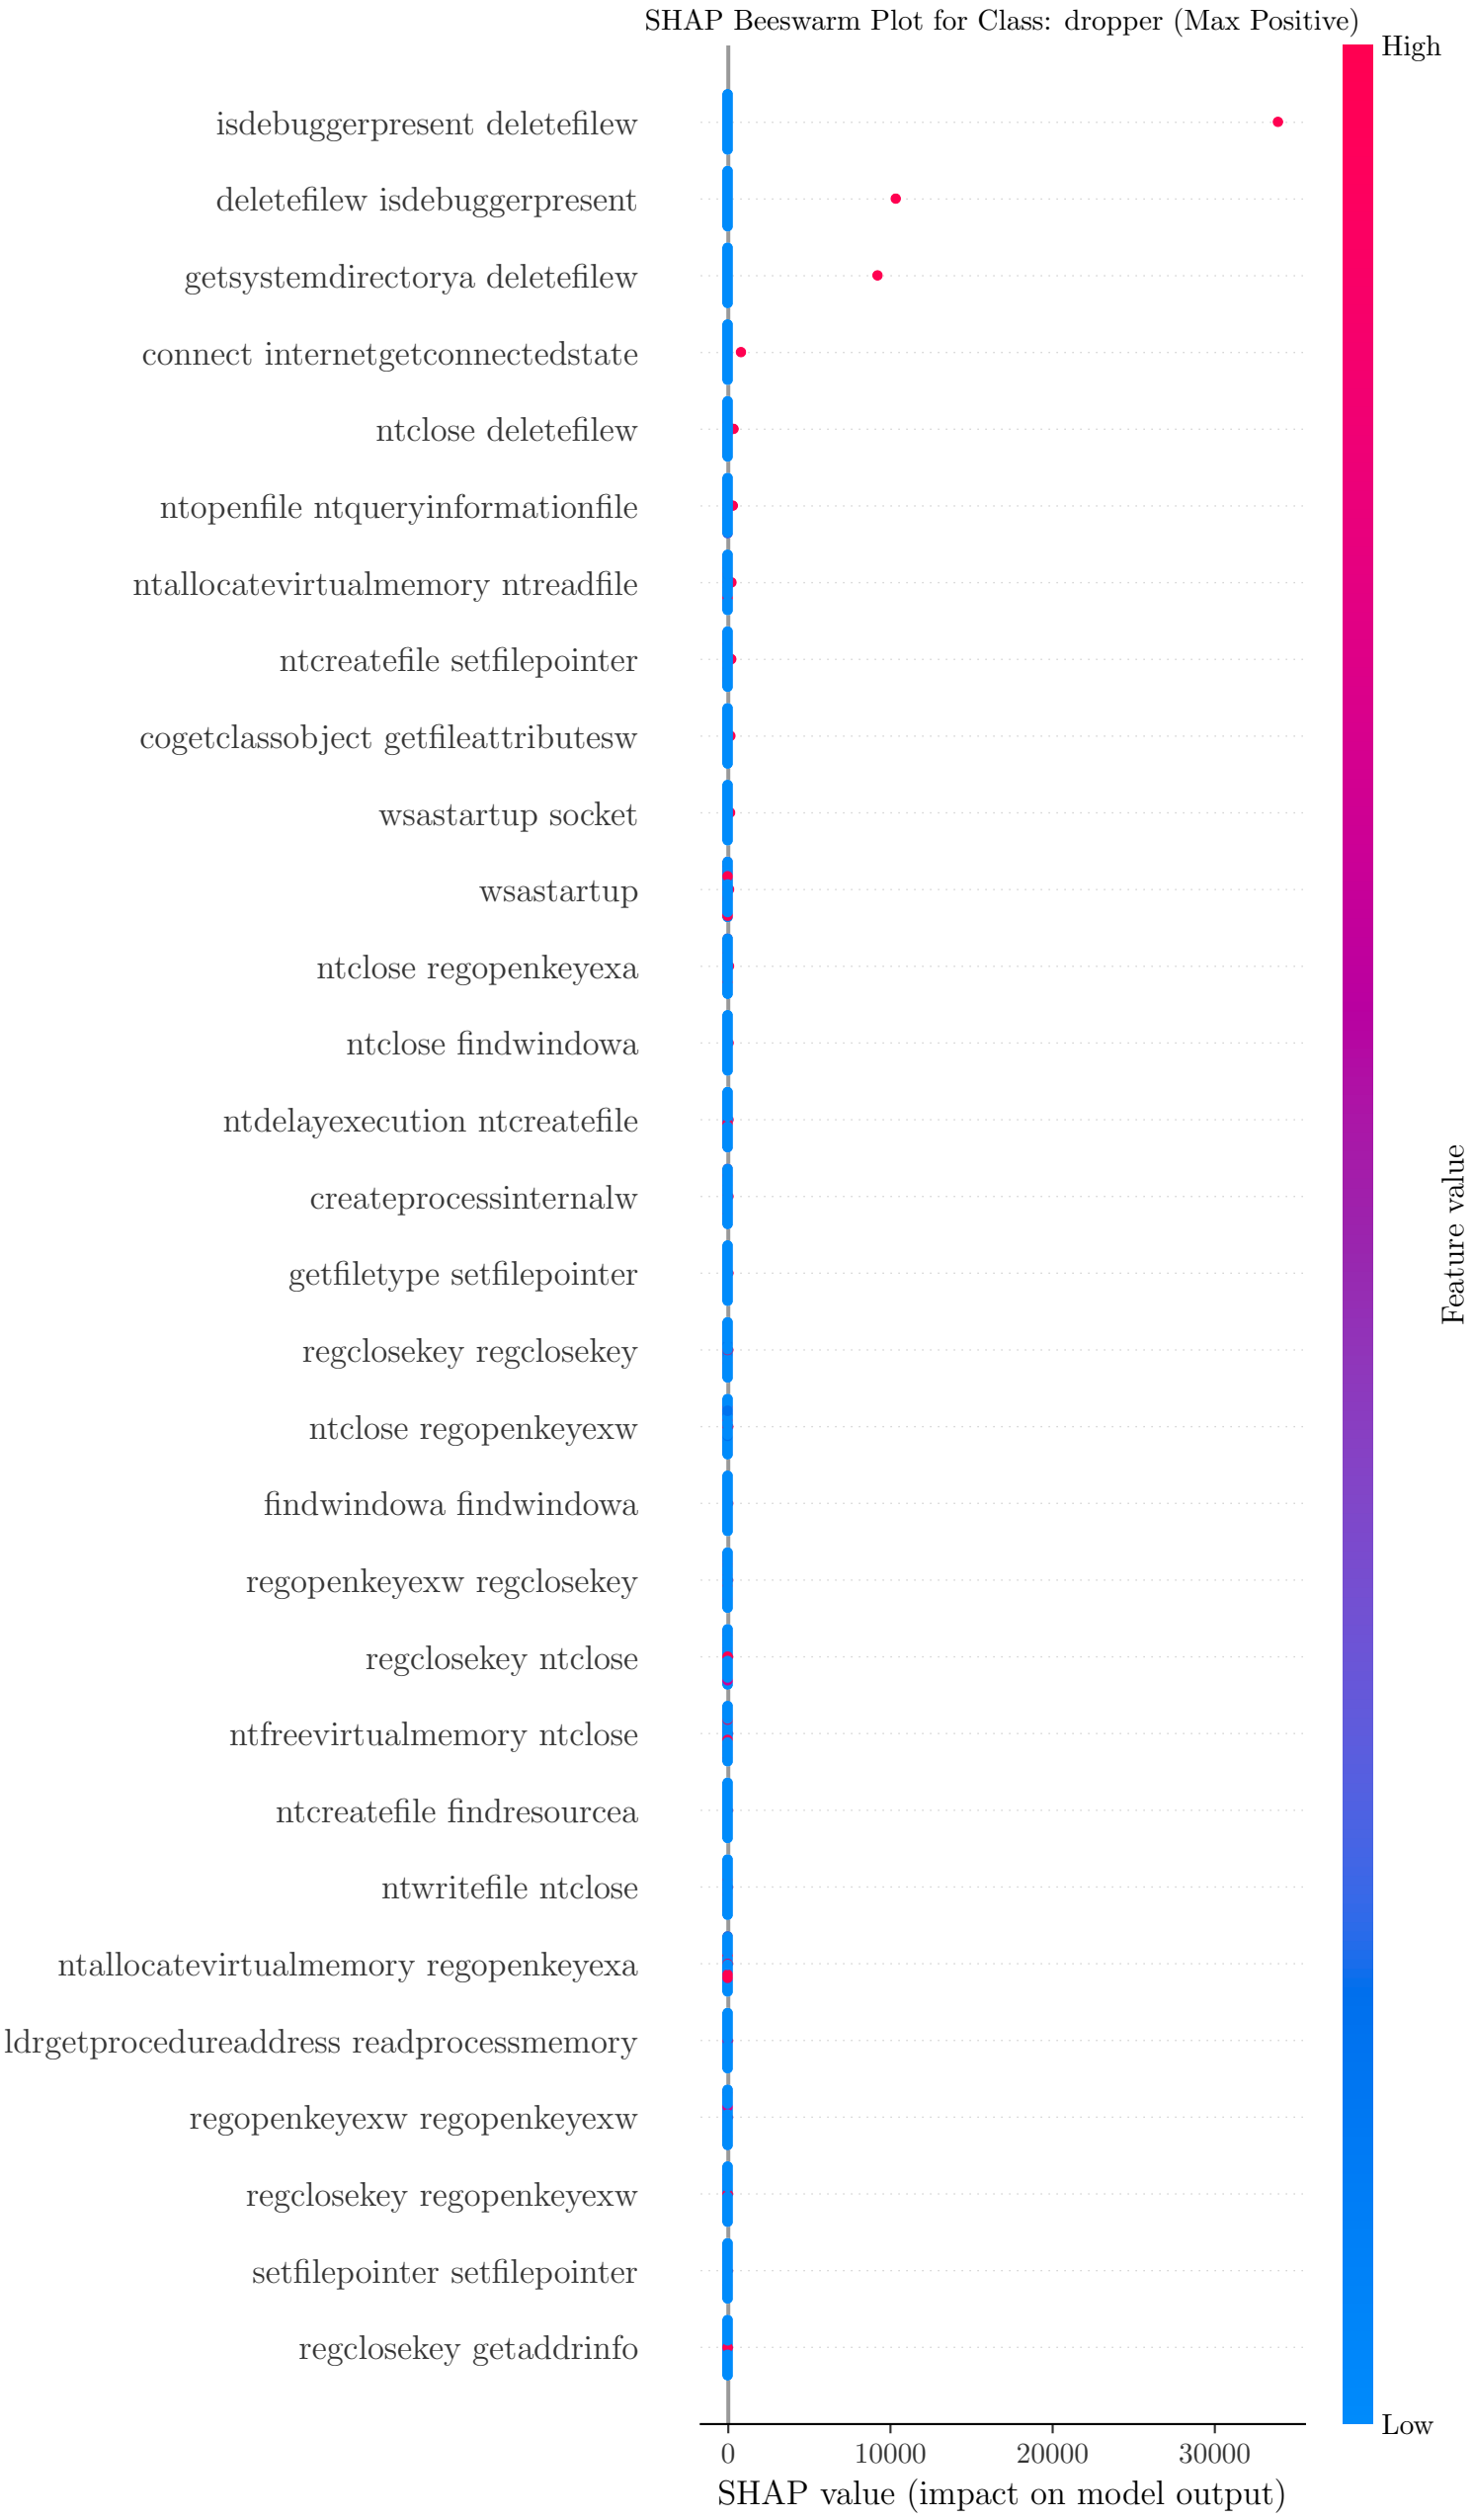 SHAP Beeswarm Plot for Class: dropper (Max Positive)
High
isdebuggerpresent deletefilew
deletefilew isdebuggerpresent
getsystemdirectorya deletefilew
connect internetgetconnectedstate
ntclose deletefilew
ntopenfile ntqueryinformationfile
ntallocatevirtualmemory ntreadfile
ntcreatefile setfilepointer
cogetclassobject getfileattributesw
wsastartup socket
wsastartup
ntclose regopenkeyexa
ntclose findwindowa
ntdelayexecution ntcreatefile
createprocessinternalw
getfiletype setfilepointer
regclosekey regclosekey
ntclose regopenkeyexw
findwindowa findwindowa
regopenkeyexw regclosekey
regclosekey ntclose
ntfreevirtualmemory ntclose
ntcreatefile findresourcea
ntwritefile ntclose
ntallocatevirtualmemory regopenkeyexa
ldrgetprocedureaddress readprocessmemory
regopenkeyexw regopenkeyexw
regclosekey regopenkeyexw
setfilepointer setfilepointer
regclosekey getaddrinfo
Feature value
Low
0 10000 20000 30000
SHAP value (impact on model output)